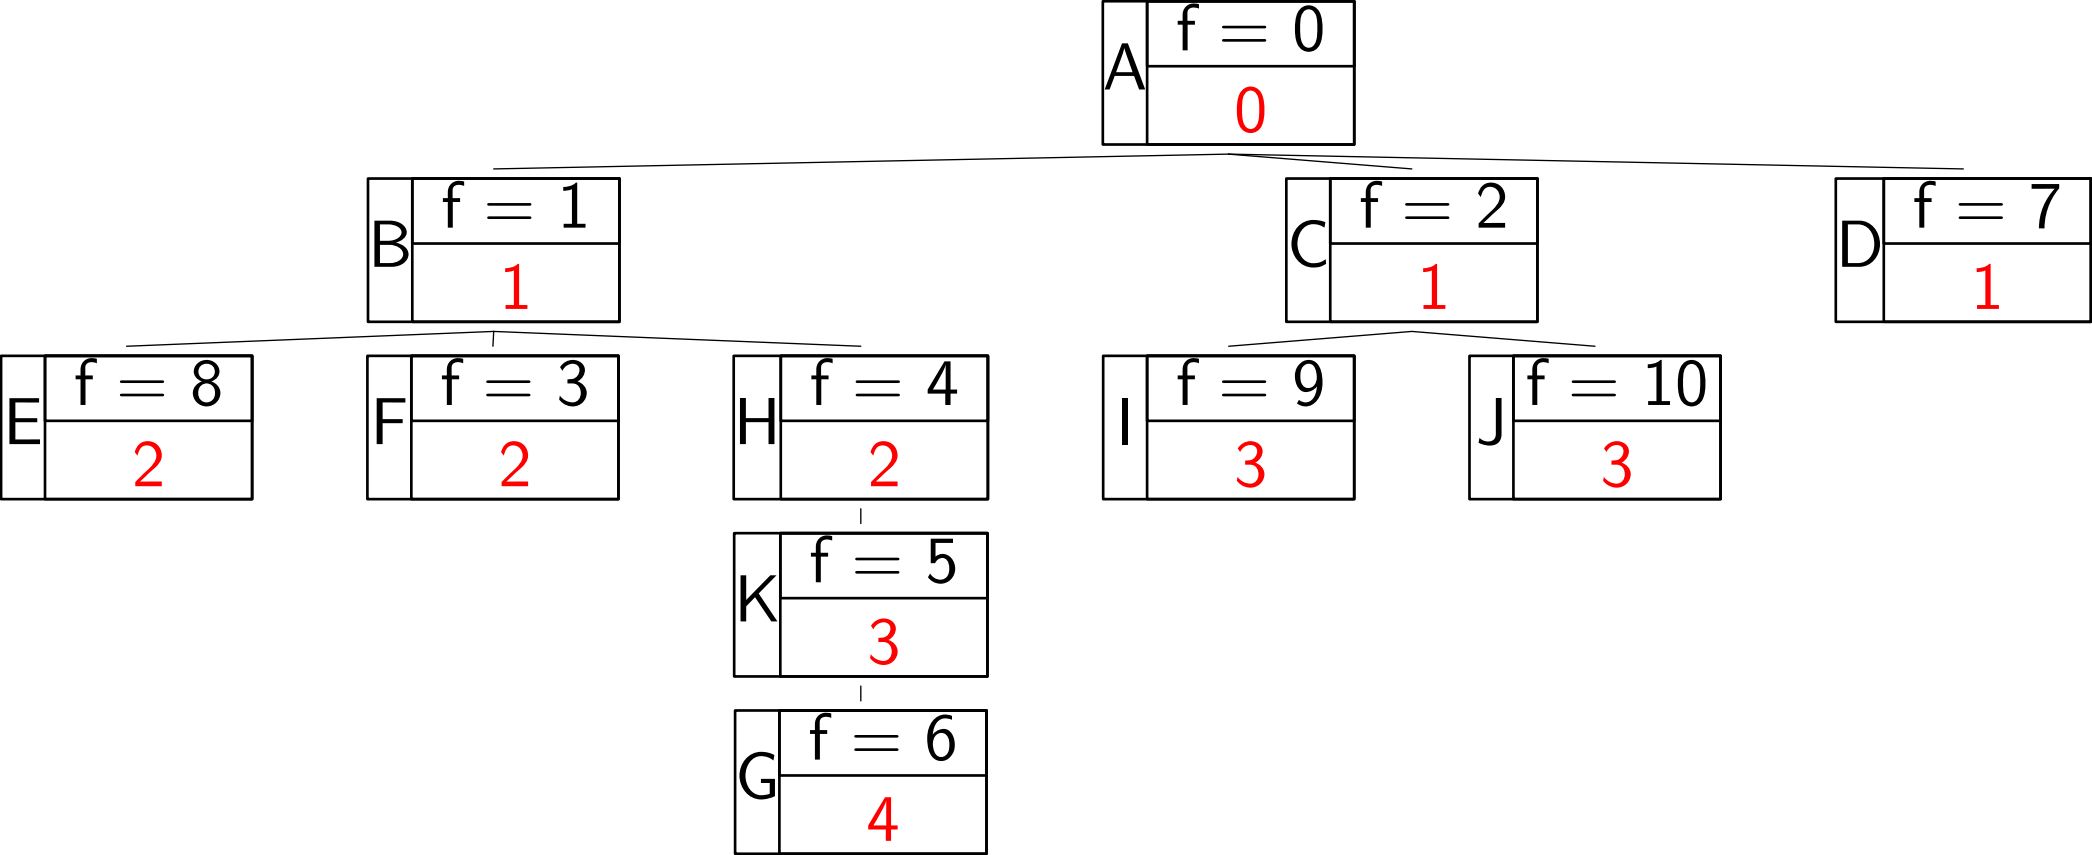 A f = 0
0
B f = 1
1
C f = 2
1
D f = 7
1
E f = 8
2
F f = 3
2
H f = 4
2
I f = 9
3
J f = 10
3
K f = 5
3
G f = 6
4